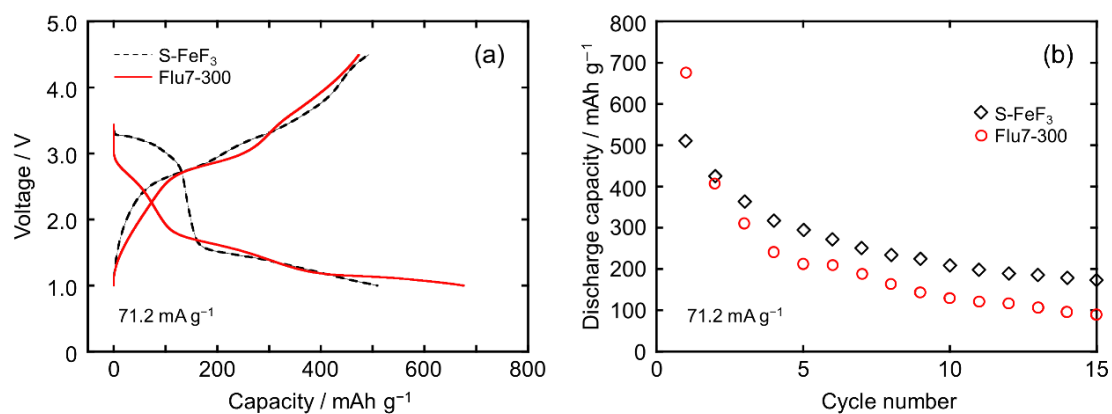 (a)
S-FeF₃
Flu7-300
5.0
4.0
3.0
2.0
1.0
0
Voltage / V
71.2 mA g⁻¹
0
200
400
600
800
Capacity / mAh g⁻¹
(b)
S-FeF₃
Flu7-300
800
700
600
500
400
300
200
100
0
Discharge capacity / mAh g⁻¹
71.2 mA g⁻¹
0
5
10
15
Cycle number